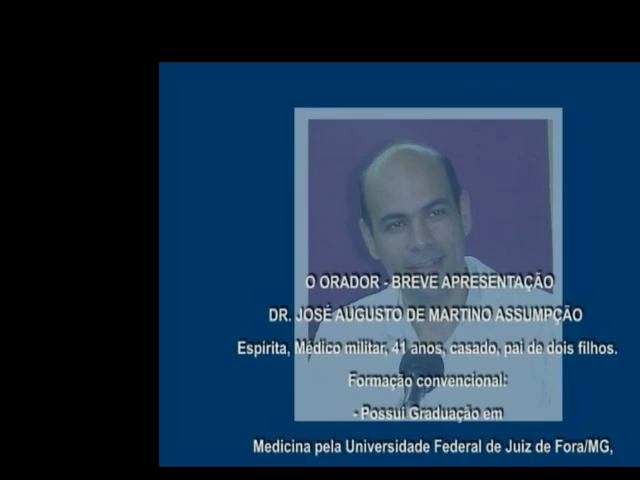 O ORADOR - BREVE APRESENTAÇÃO
DR. JOSÉ AUGUSTO DE MARTINO ASSUMPÇÃO
Espírita, Médico militar, 41 anos, casado, pai de dois filhos.
Formação convencional:
- Possui Graduação em
Medicina pela Universidade Federal de Juiz de Fora/MG,